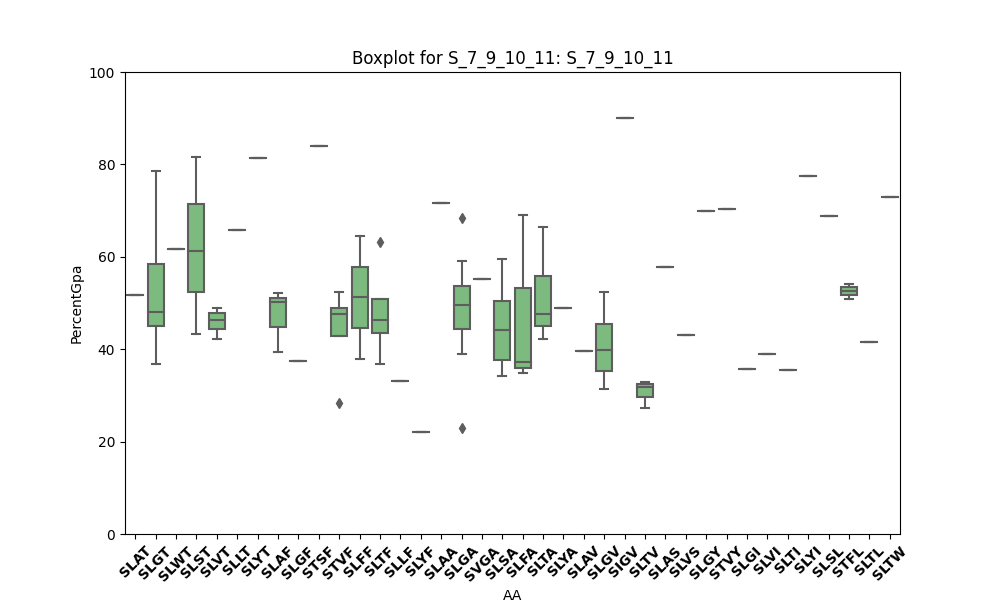 Boxplot for S_7_9_10_11: S_7_9_10_11
100
80
60
40
20
0
PercentGpa
SLAT SLGT SLWT SLST SLVT SLLT SLYT SLAF SLGF STSF STVF SLFF SLTF SLLF SLYF SLAA SLGA SVGA SLSA SLFA SLTA SLYA SLAV SLGV SIGV SLTV SLAS SLVS SLGY STVY SLGI SLVI SLTI SLYI SLSL STFL SLTL SLTW
AA